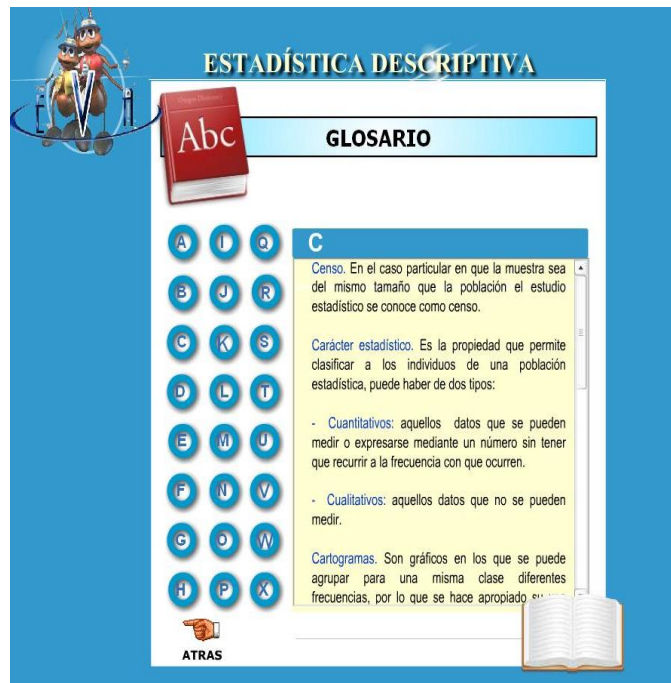 EVA
ESTADÍSTICA DESCRIPTIVA
Abc
GLOSARIO
A I Q
B J R
C K S
D L T
E M U
F N V
G O W
H P X
C
Censo. En el caso particular en que la muestra sea
del mismo tamaño que la población el estudio
estadístico se conoce como censo.
Carácter estadístico. Es la propiedad que permite
clasificar a los individuos de una población
estadística, puede haber de dos tipos:
- Cuantitativos: aquellos datos que se pueden
medir o expresarse mediante un número sin tener
que recurrir a la frecuencia con que ocurren.
- Cualitativos: aquellos datos que no se pueden
medir.
Cartogramas. Son gráficos en los que se puede
agrupar para una misma clase diferentes
frecuencias, por lo que se hace apropiado su
ATRAS